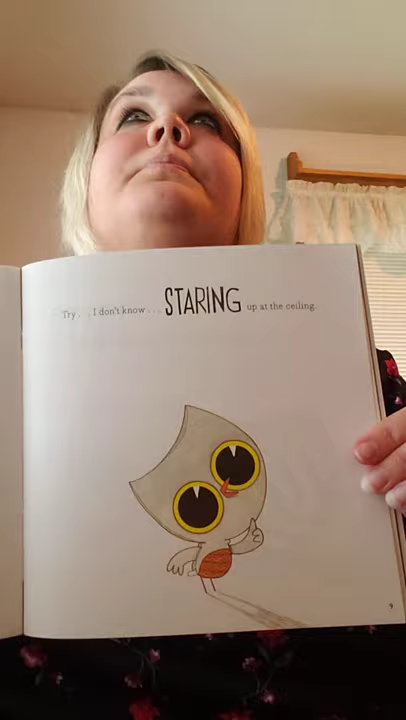 Try . . . I don't know . . . STARING up at the ceiling.
9